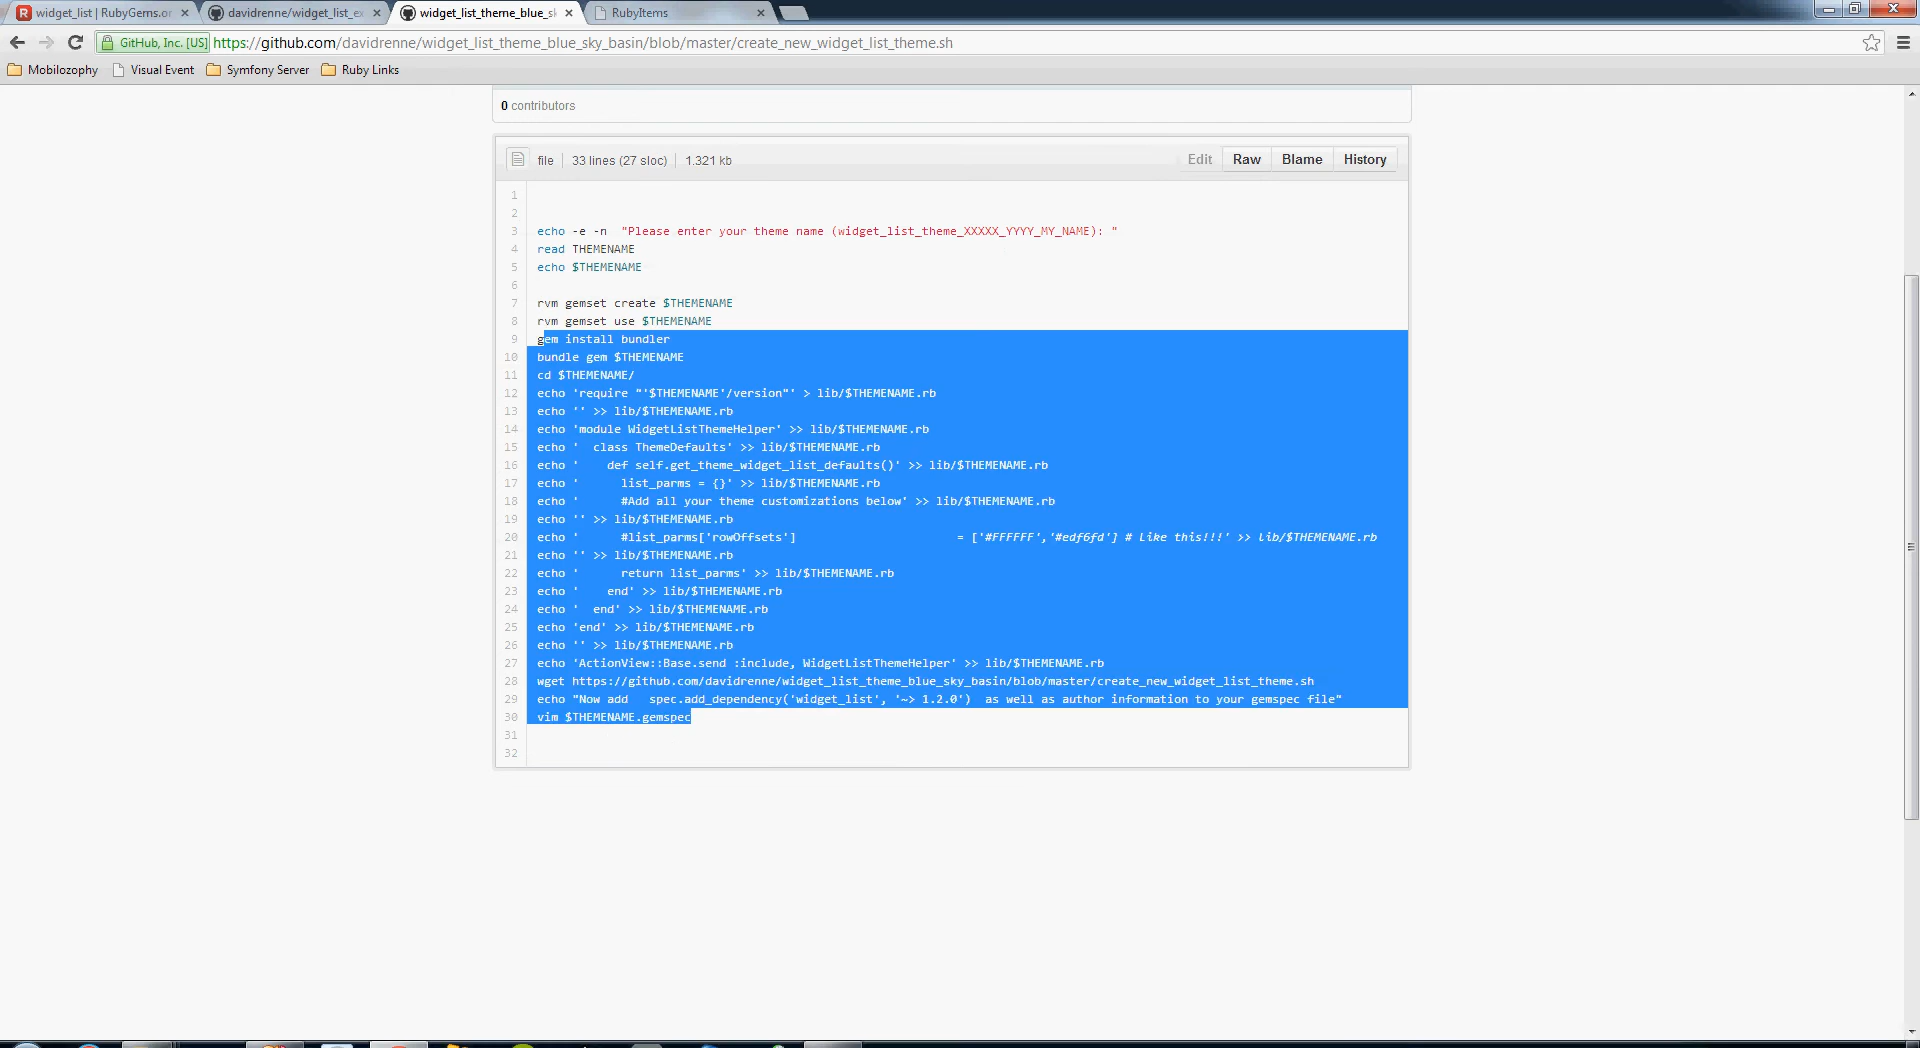 widget_list | RubyGems.or
davidrenne/widget_list_ex
widget_list_theme_blue_sk
RubyItems
GitHub, Inc. [US]
https://github.com/davidrenne/widget_list_theme_blue_sky_basin/blob/master/create_new_widget_list_theme.sh
Mobilozophy
Visual Event
Symfony Server
Ruby Links
0 contributors
file
33 lines (27 sloc)
1.321 kb
Edit
Raw
Blame
History
1
2
3 echo -e -n  "Please enter your theme name (widget_list_theme_XXXXX_YYYY_MY_NAME): "
4 read THEMENAME
5 echo $THEMENAME
6
7 rvm gemset create $THEMENAME
8 rvm gemset use $THEMENAME
9 gem install bundler
10 bundle gem $THEMENAME
11 cd $THEMENAME/
12 echo 'require "'$THEMENAME'/version"' > lib/$THEMENAME.rb
13 echo '' >> lib/$THEMENAME.rb
14 echo 'module WidgetListThemeHelper' >> lib/$THEMENAME.rb
15 echo '  class ThemeDefaults' >> lib/$THEMENAME.rb
16 echo '    def self.get_theme_widget_list_defaults()' >> lib/$THEMENAME.rb
17 echo '      list_parms = {}' >> lib/$THEMENAME.rb
18 echo '      #Add all your theme customizations below' >> lib/$THEMENAME.rb
19 echo '' >> lib/$THEMENAME.rb
20 echo '      #list_parms['rowOffsets']                       = ['#FFFFFF','#edf6fd'] # Like this!!!' >> lib/$THEMENAME.rb
21 echo '' >> lib/$THEMENAME.rb
22 echo '      return list_parms' >> lib/$THEMENAME.rb
23 echo '    end' >> lib/$THEMENAME.rb
24 echo '  end' >> lib/$THEMENAME.rb
25 echo 'end' >> lib/$THEMENAME.rb
26 echo '' >> lib/$THEMENAME.rb
27 echo 'ActionView::Base.send :include, WidgetListThemeHelper' >> lib/$THEMENAME.rb
28 wget https://github.com/davidrenne/widget_list_theme_blue_sky_basin/blob/master/create_new_widget_list_theme.sh
29 echo "Now add   spec.add_dependency('widget_list', '~> 1.2.0')  as well as author information to your gemspec file"
30 vim $THEMENAME.gemspec
31
32